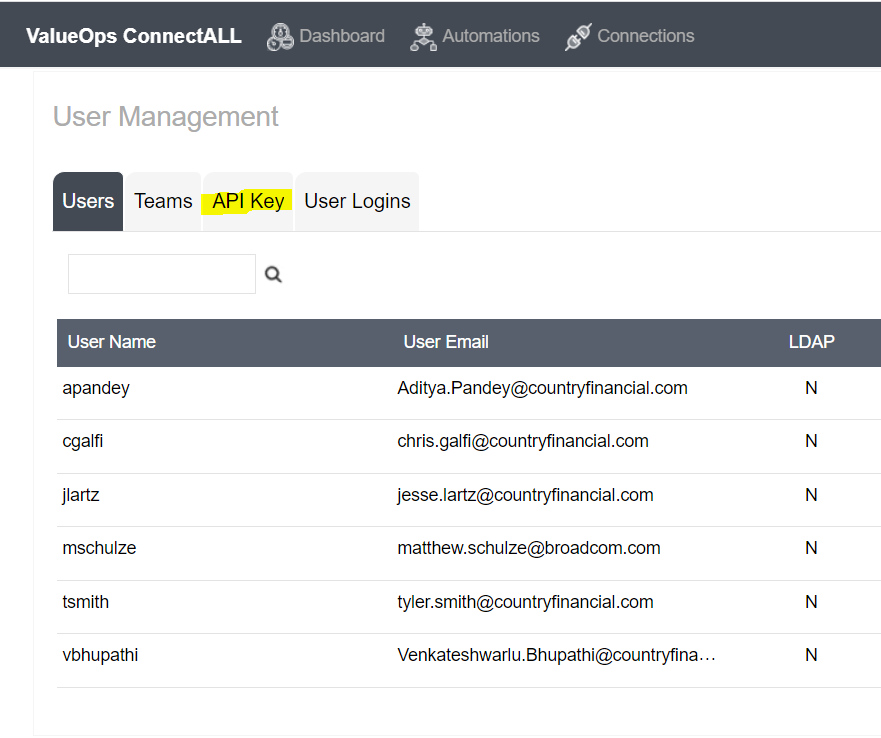 ValueOps ConnectALL Dashboard Automations Connections
User Management
Users Teams API Key User Logins
User Name User Email LDAP
apandey Aditya.Pandey@countryfinancial.com N
cgalfi chris.galfi@countryfinancial.com N
jlartz jesse.lartz@countryfinancial.com N
mschulze matthew.schulze@broadcom.com N
tsmith tyler.smith@countryfinancial.com N
vbhupathi Venkateshwarlu.Bhupathi@countryfina... N